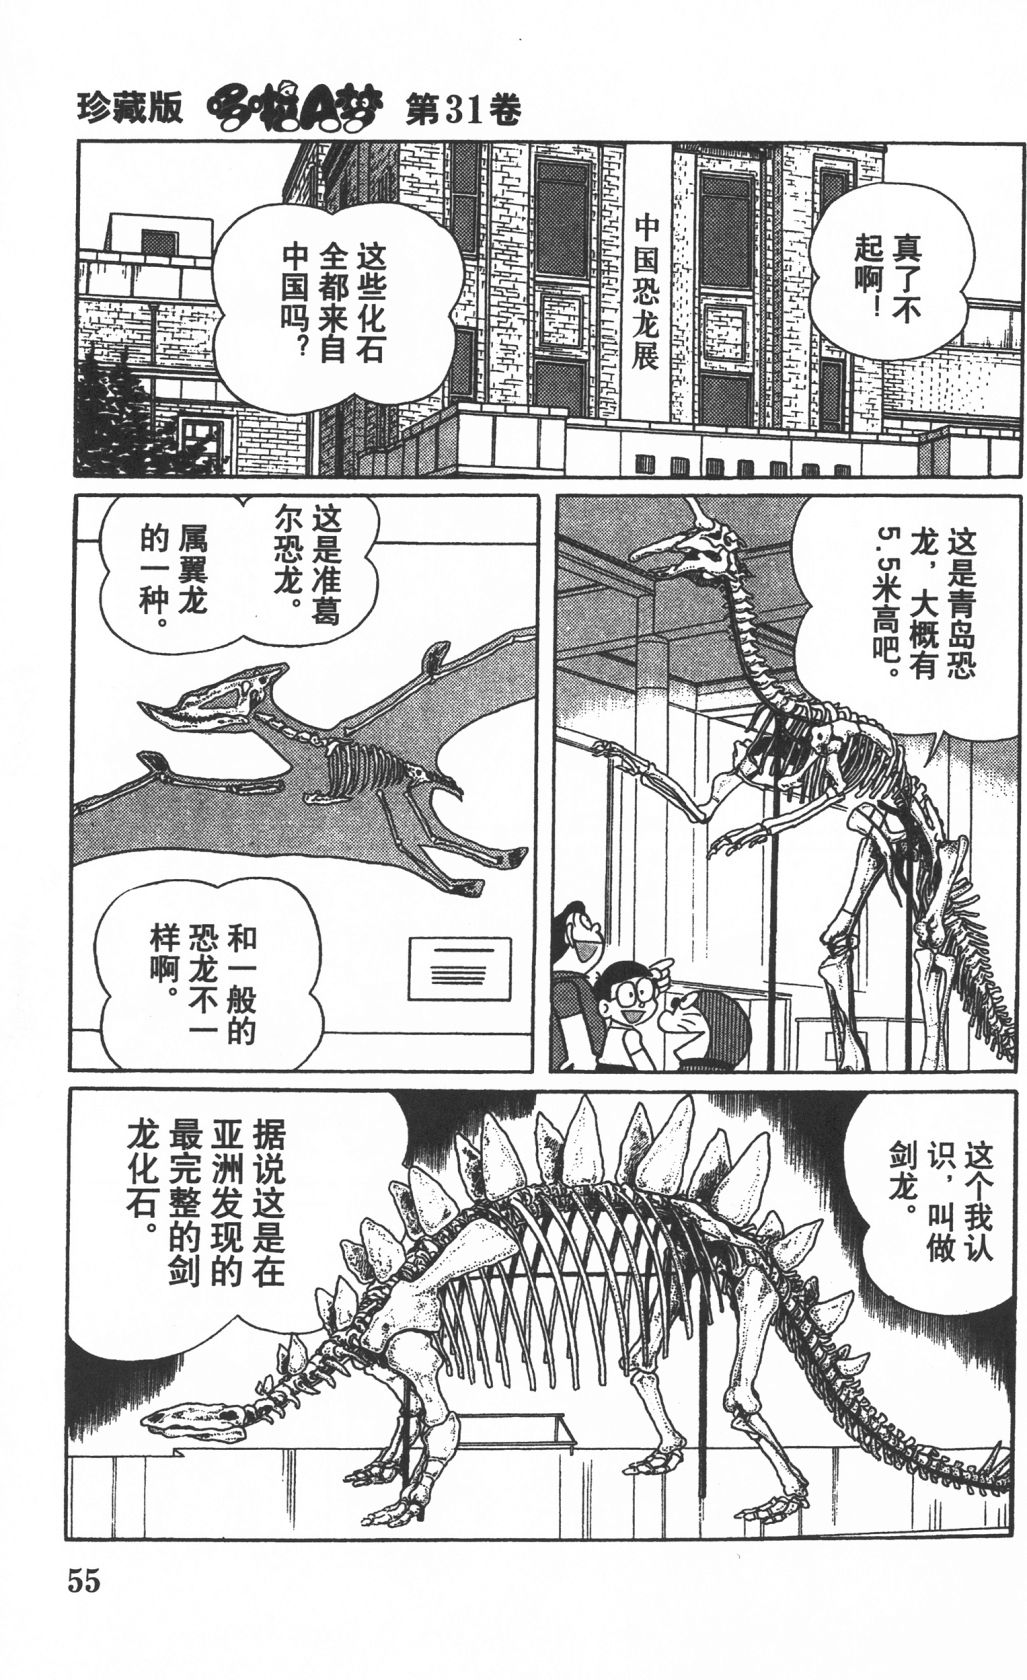 珍藏版 哆啦A梦 第31卷
真了不
起啊！
中国恐龙展
这些化石
全都来自
中国吗？
这是青岛恐
龙，大概有
5.5米高吧。
这是准葛
尔恐龙。
属翼龙
的一种。
和一般的
恐龙不一
样啊。
这个我认
识，叫做
剑龙。
据说这是在
亚洲发现的
最完整的剑
龙化石。
55